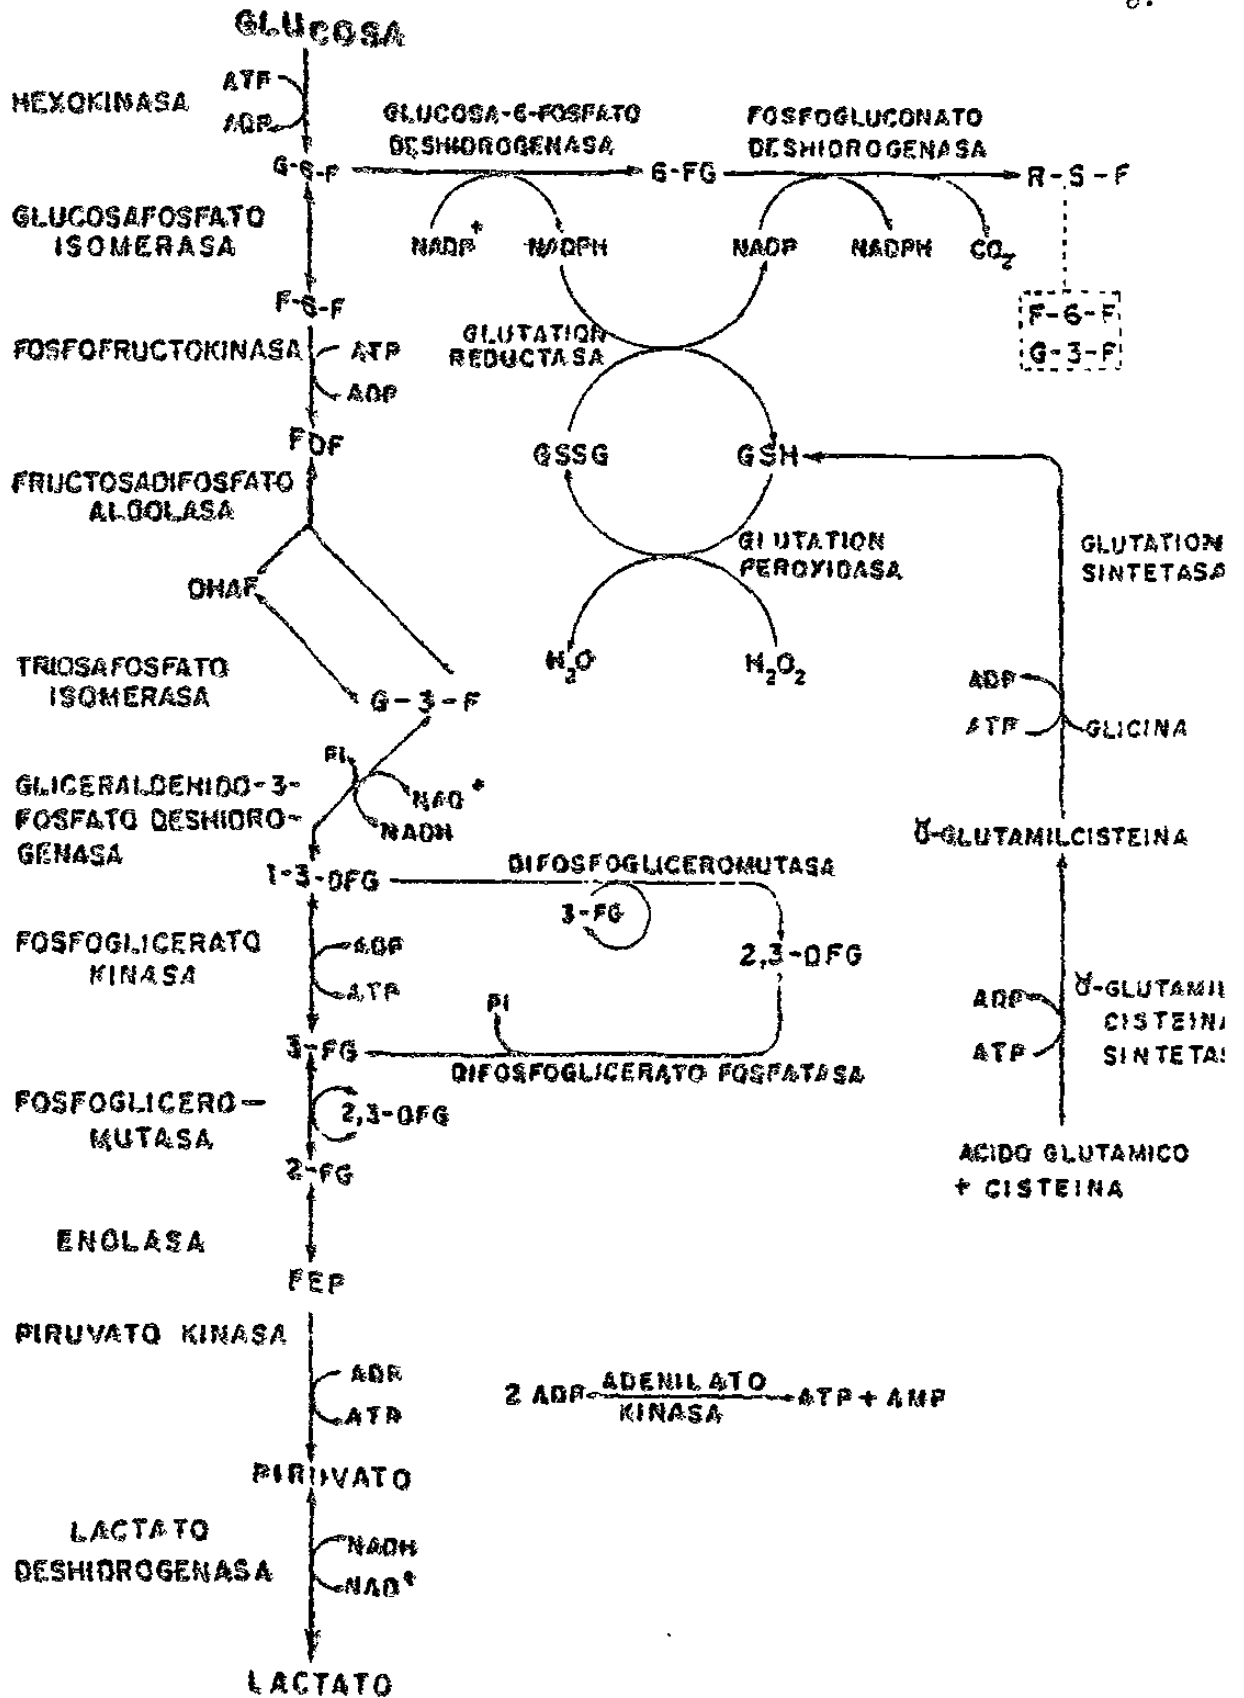 8.
GLUCOSA
HEXOKINASA
ATP
ADP
GLUCOSA-6-FOSFATO
DESHIDROGENASA
FOSFOGLUCONATO
DESHIDROGENASA
G-6-F
6-FG
R-5-F
GLUCOSAFOSFATO
ISOMERASA
NADP+
NADPH
NADP
NADPH
CO2
F-6-F
F-6-F
G-3-F
FOSFOFRUCTOKINASA
ATP
ADP
GLUTATION
REDUCTASA
FDF
GSSG
GSH
FRUCTOSADIFOSFATO
ALDOLASA
GLUTATION
PEROXIDASA
GLUTATION
SINTETASA
DHAF
H2O
H2O2
TRIOSAFOSFATO
ISOMERASA
G-3-F
ADP
ATP
GLICINA
PI
NAD+
NADH
GLICERALDEHIDO-3-
FOSFATO DESHIDRO-
GENASA
ɣ-GLUTAMILCISTEINA
1-3-DFG
DIFOSFOGLICEROMUTASA
3-FG
2,3-DFG
FOSFOGLICERATO
KINASA
ADP
ATP
PI
ADP
ATP
ɣ-GLUTAMIL
CISTEINA
SINTETAS
3-FG
DIFOSFOGLICERATO FOSFATASA
FOSFOGLICERO-
MUTASA
2,3-DFG
2-FG
ACIDO GLUTAMICO
+ CISTEINA
ENOLASA
FEP
PIRUVATO KINASA
ADP
ATP
2 ADP
ADENILATO
KINASA
ATP + AMP
PIRUVATO
LACTATO
DESHIDROGENASA
NADH
NAD+
LACTATO